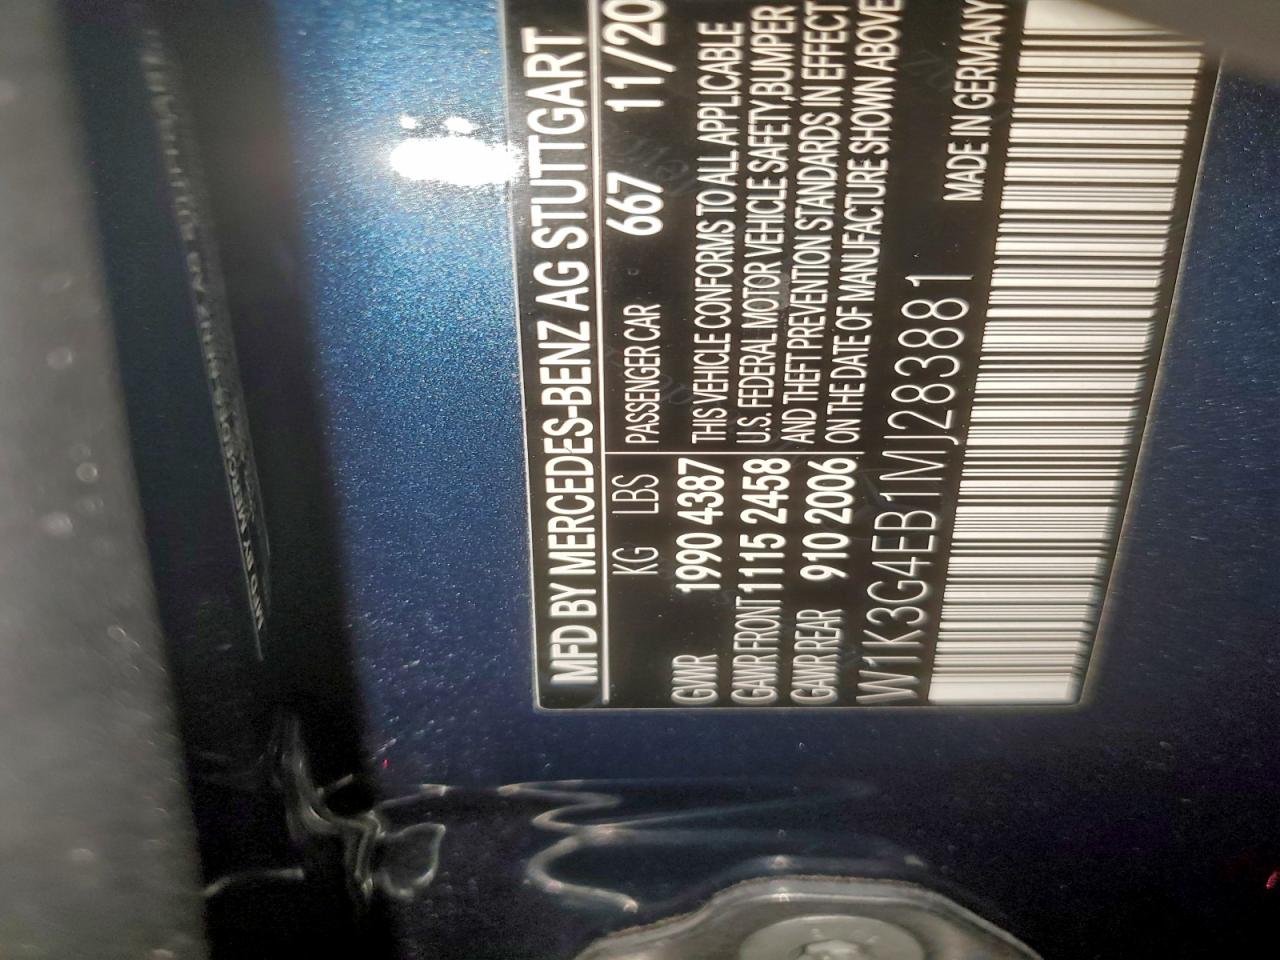 MFD BY MERCEDES-BENZ AG STUTTGART
KG LBS PASSENGER CAR 667 11/20
GWR 1990 4387
GAWR FRONT 1115 2458
GAWR REAR 910 2006
THIS VEHICLE CONFORMS TO ALL APPLICABLE
U.S. FEDERAL MOTOR VEHICLE SAFETY,BUMPER
AND THEFT PREVENTION STANDARDS IN EFFECT
ON THE DATE OF MANUFACTURE SHOWN ABOVE
W1K3G4EB1MJ283881
MADE IN GERMANY